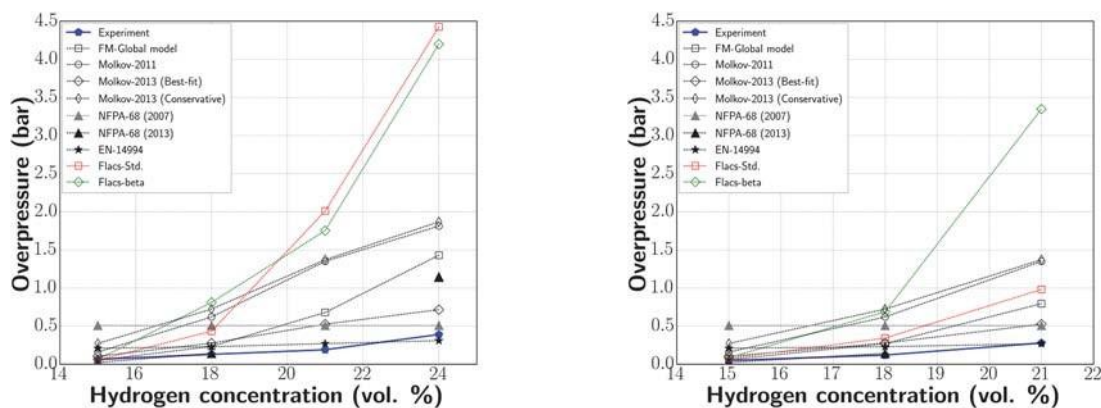 4.5
4.0
3.5
3.0
2.5
2.0
1.5
1.0
0.5
0.0
Overpressure (bar)
Experiment
FM-Global model
Molkov-2011
Molkov-2013 (Best-fit)
Molkov-2013 (Conservative)
NFPA-68 (2007)
NFPA-68 (2013)
EN-14994
Flacs-Std.
Flacs-beta
14 16 18 20 22 24
Hydrogen concentration (vol. %)
4.5
4.0
3.5
3.0
2.5
2.0
1.5
1.0
0.5
0.0
Overpressure (bar)
Experiment
FM-Global model
Molkov-2011
Molkov-2013 (Best-fit)
Molkov-2013 (Conservative)
NFPA-68 (2007)
NFPA-68 (2013)
EN-14994
Flacs-Std.
Flacs-beta
14 15 16 17 18 19 20 21 22
Hydrogen concentration (vol. %)